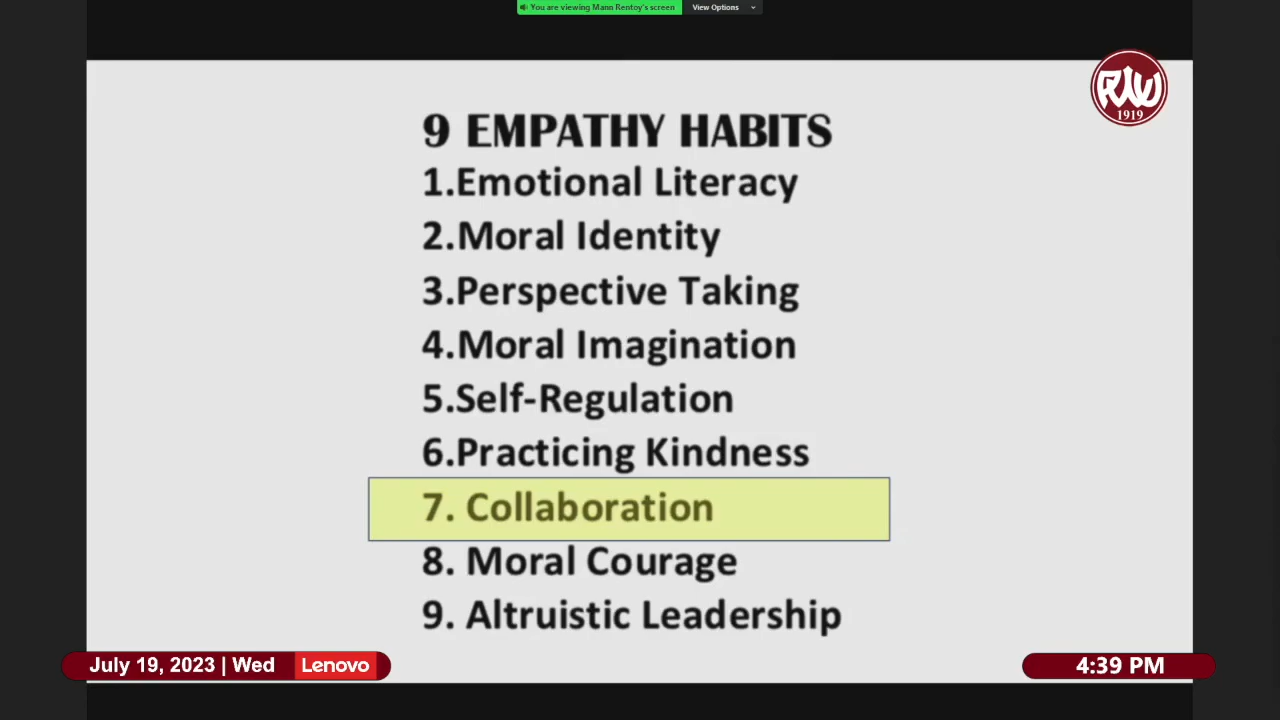 You are viewing Mann Rentoy's screen View Options
RW
1919
9 EMPATHY HABITS
1.Emotional Literacy
2.Moral Identity
3.Perspective Taking
4.Moral Imagination
5.Self-Regulation
6.Practicing Kindness
7. Collaboration
8. Moral Courage
9. Altruistic Leadership
July 19, 2023 | Wed Lenovo
4:39 PM